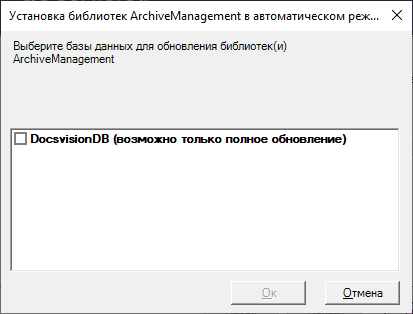 Установка библиотек ArchiveManagement в автоматическом реж...
Выберите базы данных для обновления библиотек(и)
ArchiveManagement
DocsvisionDB (возможно только полное обновление)
Ок
Отмена